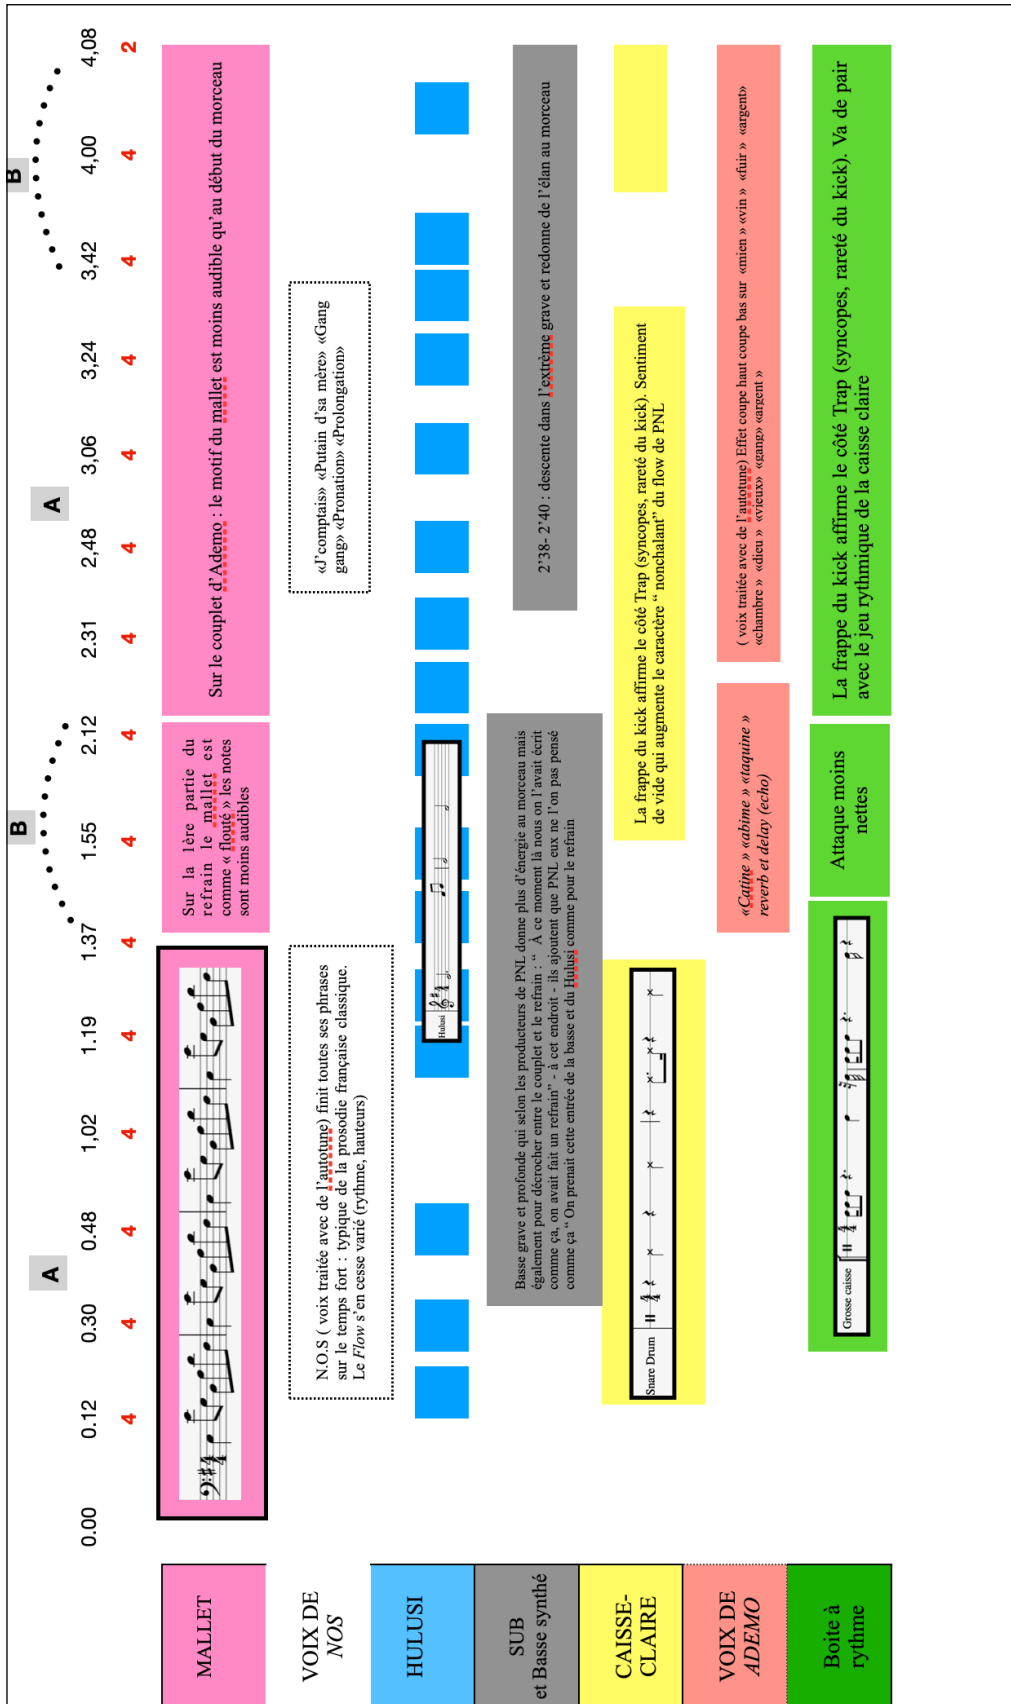 A
B
A
B
0.00
0.12
0.30
0.48
1,02
1.19
1.37
1.55
2.12
2.31
2,48
3,06
3,24
3,42
4,00
4,08
4
4
4
4
4
4
4
4
4
4
4
4
4
4
2
MALLET
Sur la 1ère partie du
refrain le mallet est
comme « flouté » les notes
sont moins audibles
Sur le couplet d'Ademo : le motif du mallet est moins audible qu'au début du morceau
VOIX DE
NOS
N.O.S ( voix traitée avec de l'autotune) finit toutes ses phrases
sur le temps fort : typique de la prosodie française classique.
Le Flow s'en cesse varié (rythme, hauteurs)
«J'comptais» «Putain d'sa mère» «Gang
gang» «Pronation» «Prolongation»
HULUSI
Hulusi
SUB
et Basse synthé
Basse grave et profonde qui selon les producteurs de PNL donne plus d'énergie au morceau mais
également pour décrocher entre le couplet et le refrain : “ À ce moment là nous on l'avait écrit
comme ça, on avait fait un refrain” - à cet endroit - ils ajoutent que PNL eux ne l'on pas pensé
comme ça “ On prenait cette entrée de la basse et du Hulusi comme pour le refrain
2'38- 2'40 : descente dans l'extrême grave et redonne de l'élan au morceau
CAISSE-
CLAIRE
Snare Drum
La frappe du kick affirme le côté Trap (syncopes, rareté du kick). Sentiment
de vide qui augmente le caractère “ nonchalant” du flow de PNL
VOIX DE
ADEMO
«Catine » «abime » «taquine »
reverb et delay (echo)
( voix traitée avec de l'autotune) Effet coupe haut coupe bas sur «mien » «vin » «fuir » «argent»
«chambre » «dieu » «vieux» «gang» «argent »
Boite à
rythme
Grosse caisse
Attaque moins
nettes
La frappe du kick affirme le côté Trap (syncopes, rareté du kick). Va de pair
avec le jeu rythmique de la caisse claire